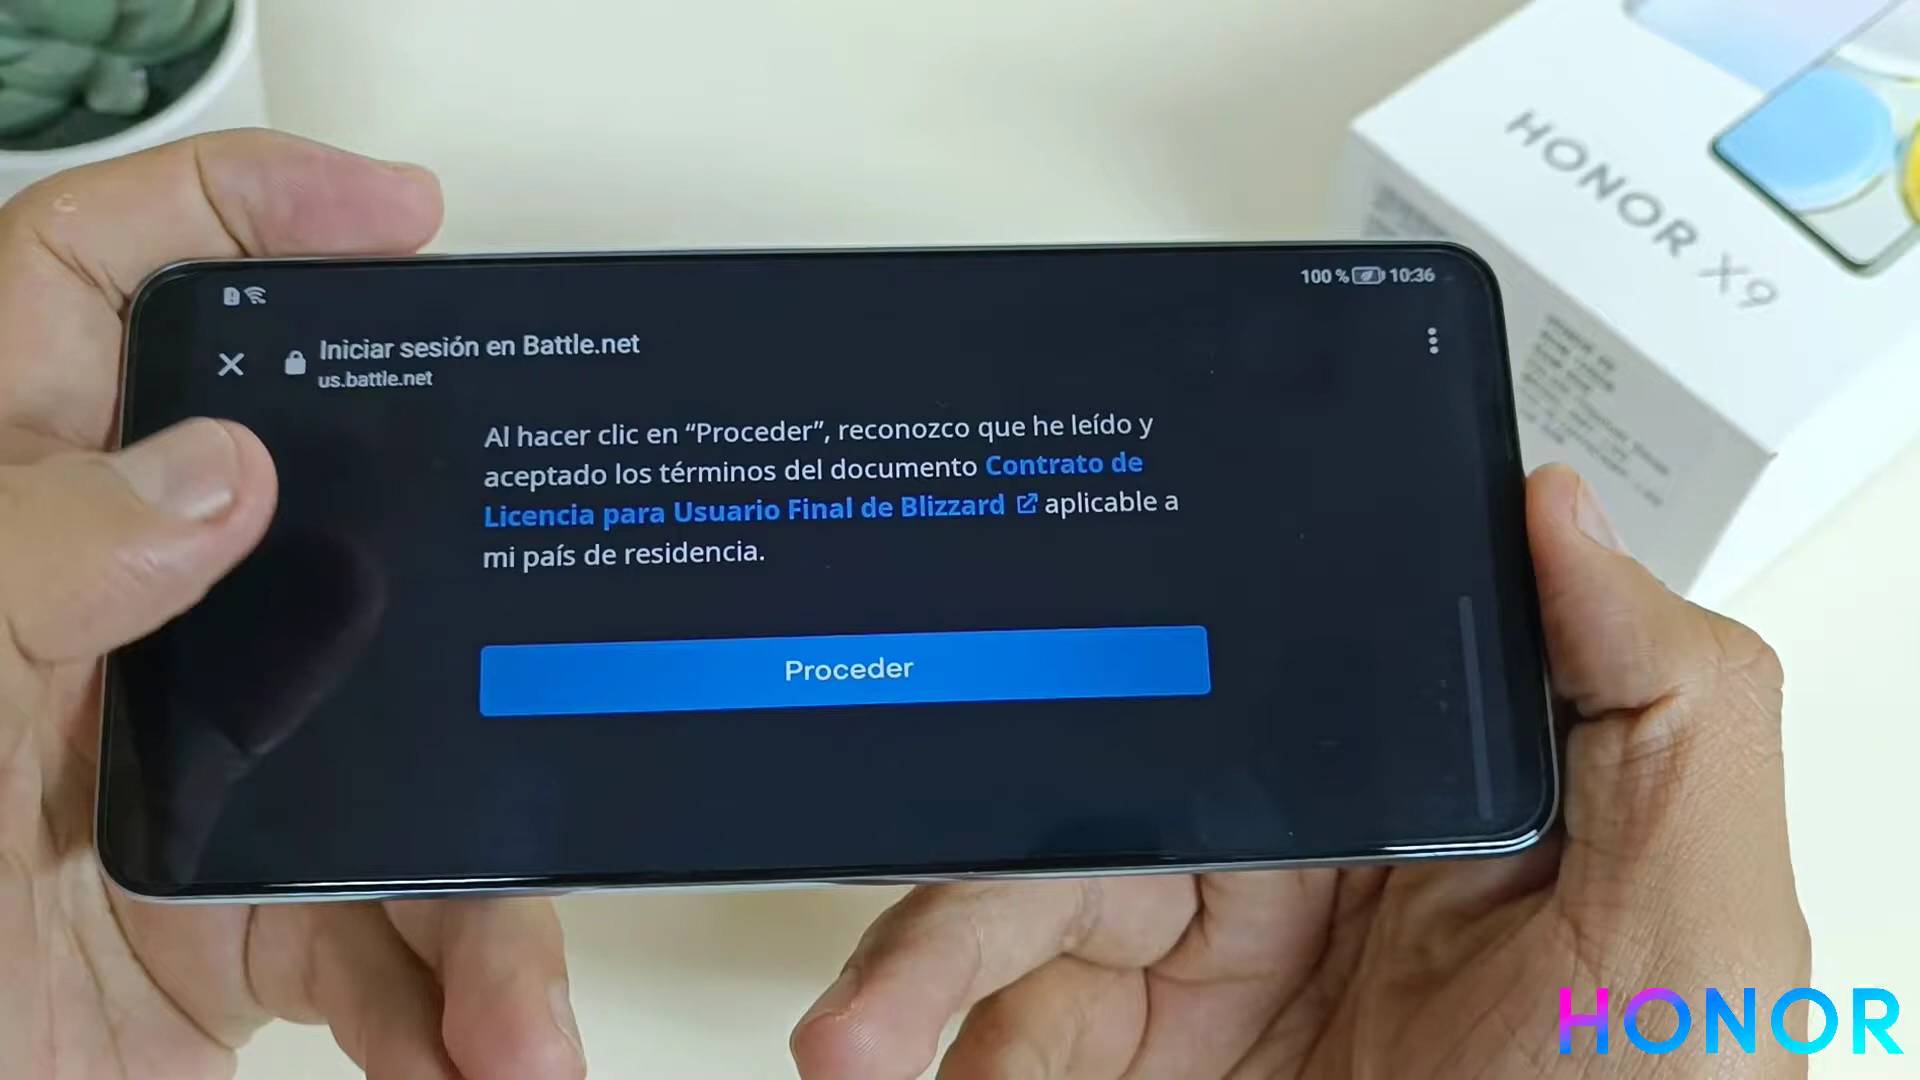 HONOR X9
100 % 10:36
Iniciar sesión en Battle.net
us.battle.net
Al hacer clic en “Proceder”, reconozco que he leído y
aceptado los términos del documento Contrato de
Licencia para Usuario Final de Blizzard aplicable a
mi país de residencia.
Proceder
HONOR